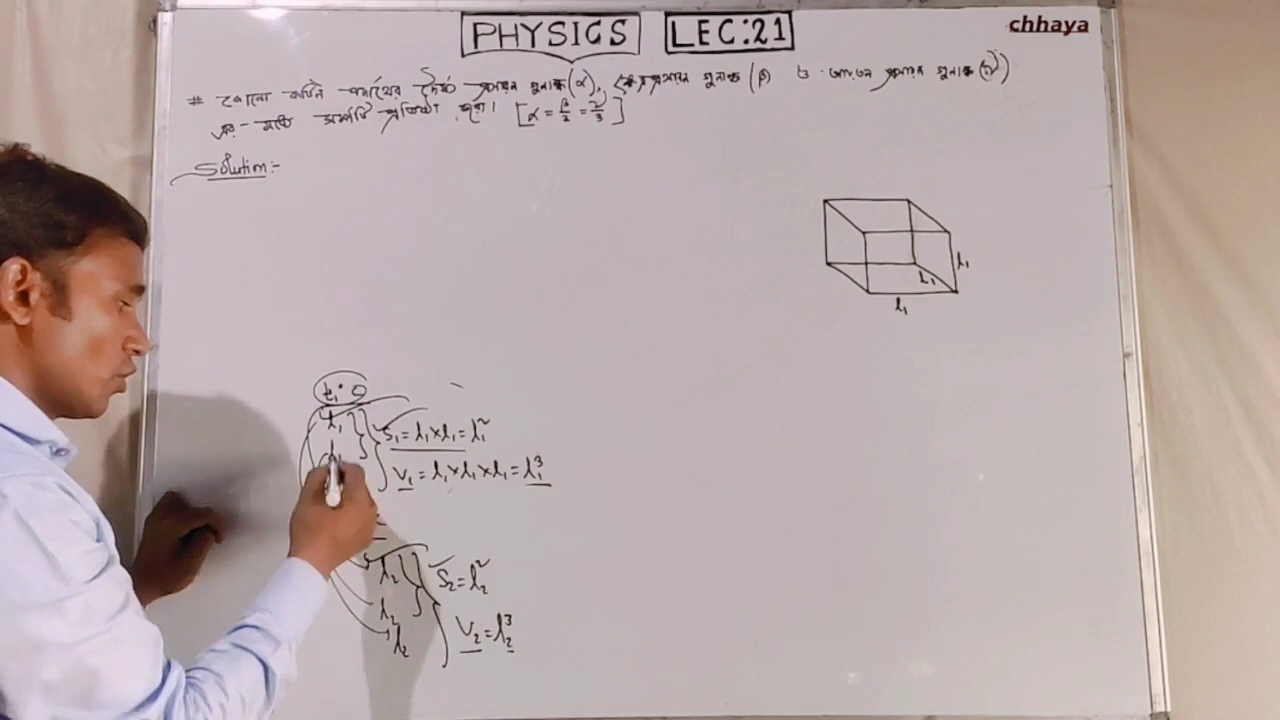 PHYSICS LEC:21
chhaya
# কোনো কঠিন পদার্থের দৈর্ঘ্য প্রসারণ গুনাঙ্ক (α), ক্ষেত্র প্রসারণ গুনাঙ্ক (β) ও আয়তন প্রসারণ গুনাঙ্ক (γ)
এর মধ্যে সম্পর্ক প্রতিষ্ঠা করো। [α = β/2 = γ/3]
Solution:-
l₁
l₁
l₁
t₁ 0
l₁
S₁ = l₁×l₁ = l₁²
V₁ = l₁×l₁×l₁ = l₁³
l₂
S₂ = l₂²
l₂
l₂
V₂ = l₂³